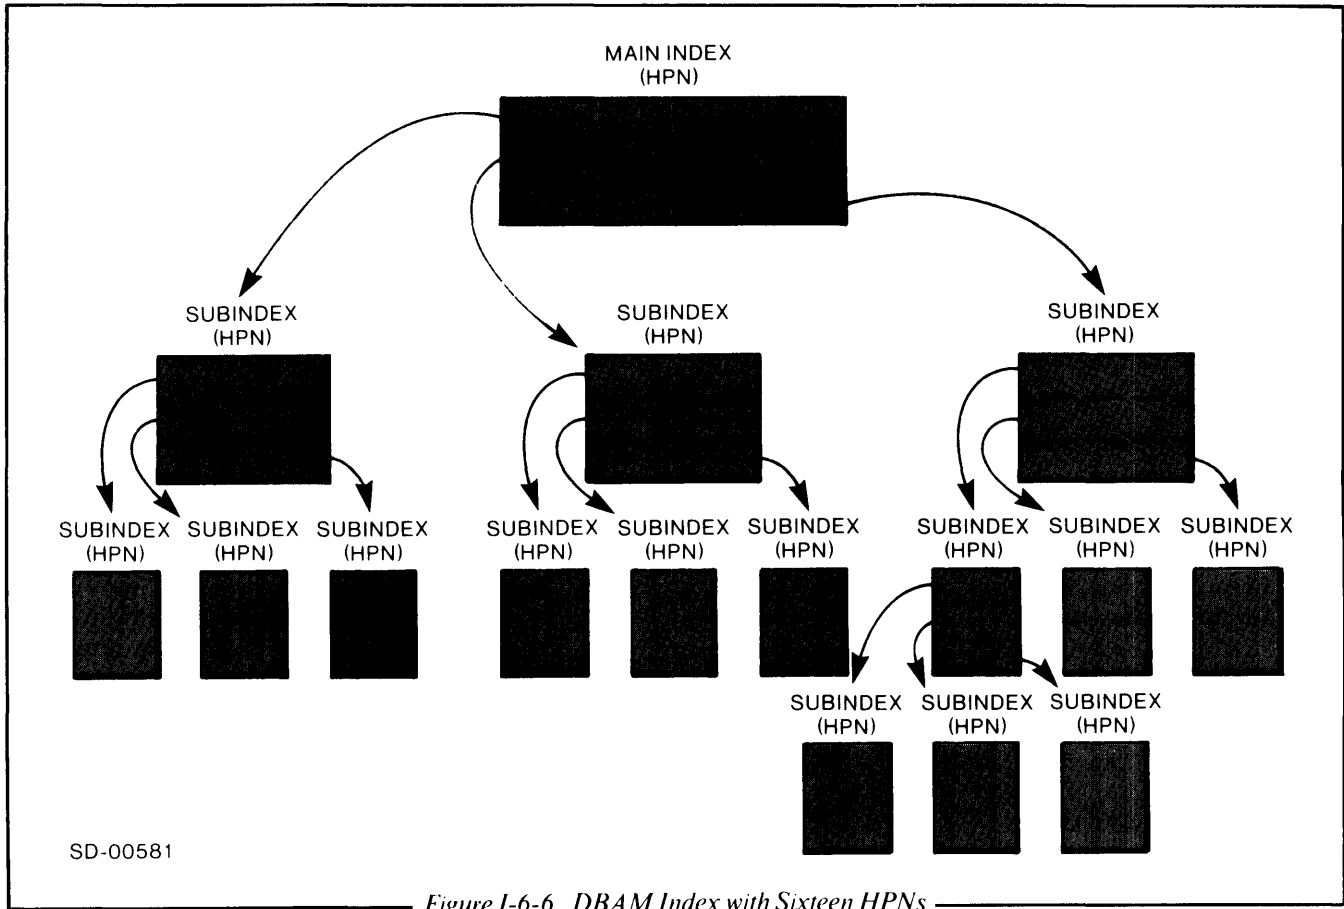 MAIN INDEX
(HPN)
SUBINDEX
(HPN)
SUBINDEX
(HPN)
SUBINDEX
(HPN)
SUBINDEX
(HPN)
SUBINDEX
(HPN)
SUBINDEX
(HPN)
SUBINDEX
(HPN)
SUBINDEX
(HPN)
SUBINDEX
(HPN)
SUBINDEX
(HPN)
SUBINDEX
(HPN)
SUBINDEX
(HPN)
SUBINDEX
(HPN)
SUBINDEX
(HPN)
SUBINDEX
(HPN)
SD-00581
Figure I-6-6. DBAM Index with Sixteen HPNs